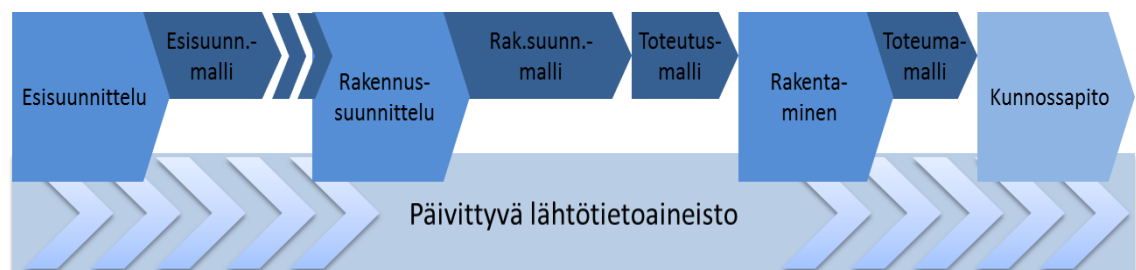 Esisuunnittelu
Esisuunn.-
malli
Rakennus-
suunnittelu
Rak.suunn.-
malli
Toteutus-
malli
Rakenta-
minen
Toteuma-
malli
Kunnossapito
Päivittyvä lähtötietoaineisto